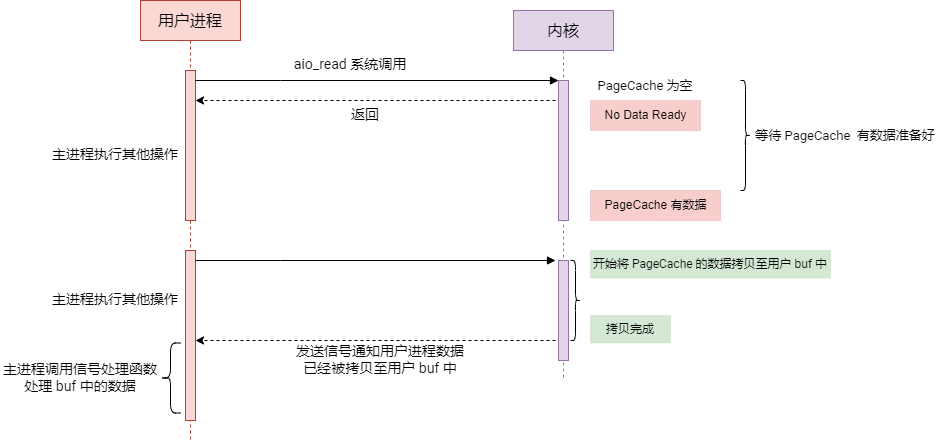 用户进程
内核
aio_read 系统调用
PageCache 为空
返回
No Data Ready
等待 PageCache 有数据准备好
主进程执行其他操作
PageCache 有数据
开始将 PageCache 的数据拷贝至用户 buf 中
主进程执行其他操作
拷贝完成
发送信号通知用户进程数据
已经被拷贝至用户 buf 中
主进程调用信号处理函数
处理 buf 中的数据